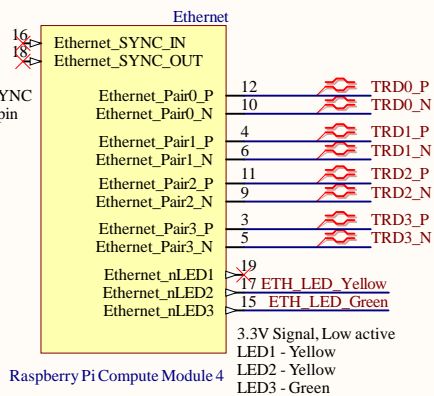 Ethernet
16
Ethernet_SYNC_IN
18
Ethernet_SYNC_OUT
YNC
pin
Ethernet_Pair0_P 12 TRD0_P
Ethernet_Pair0_N 10 TRD0_N
Ethernet_Pair1_P 4 TRD1_P
Ethernet_Pair1_N 6 TRD1_N
Ethernet_Pair2_P 11 TRD2_P
Ethernet_Pair2_N 9 TRD2_N
Ethernet_Pair3_P 3 TRD3_P
Ethernet_Pair3_N 5 TRD3_N
Ethernet_nLED1 19
Ethernet_nLED2 17 ETH_LED_Yellow
Ethernet_nLED3 15 ETH_LED_Green
3.3V Signal, Low active
LED1 - Yellow
LED2 - Yellow
LED3 - Green
Raspberry Pi Compute Module 4